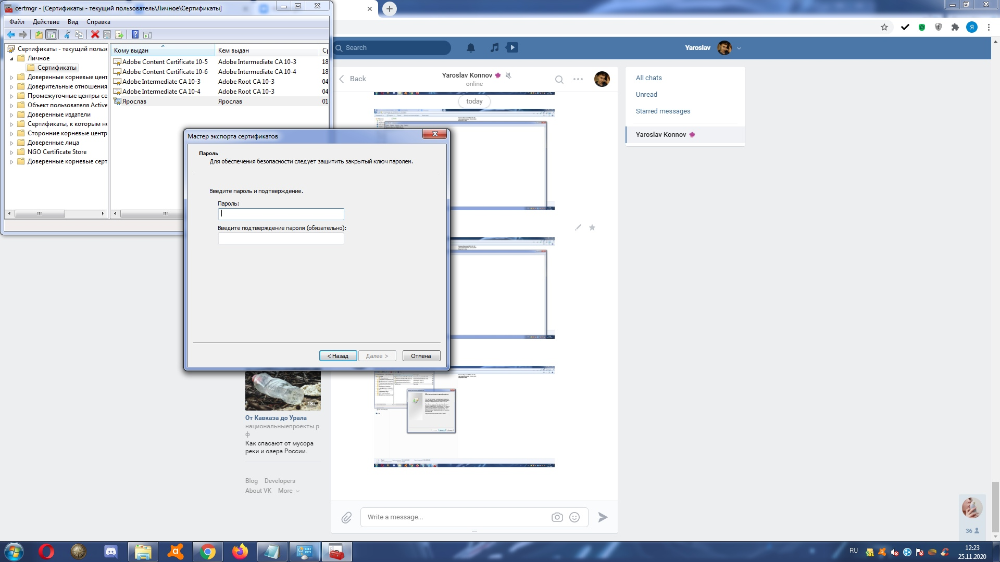 certmgr - [Сертификаты - текущий пользователь\Личное\Сертификаты]
Файл Действие Вид Справка
Сертификаты - текущий польз
Личное
Сертификаты
Доверенные корневые цент
Доверительные отношения
Промежуточные центры се
Объект пользователя Active
Доверенные издатели
Сертификаты, к которым не
Сторонние корневые центр
Доверенные лица
NGO Certificate Store
Доверенные корневые серт
Кому выдан Кем выдан Ср
Adobe Content Certificate 10-5 Adobe Intermediate CA 10-3 18
Adobe Content Certificate 10-6 Adobe Intermediate CA 10-4 18
Adobe Intermediate CA 10-3 Adobe Root CA 10-3 04
Adobe Intermediate CA 10-4 Adobe Root CA 10-3 04
Ярослав Ярослав 01
Мастер экспорта сертификатов
Пароль
Для обеспечения безопасности следует защитить закрытый ключ паролем.
Введите пароль и подтверждение.
Пароль:
Введите подтверждение пароля (обязательно):
< Назад Далее > Отмена
Я
Search
Yaroslav
Back
Yaroslav Konnov
online
today
All chats
Unread
Starred messages
Yaroslav Konnov
18+
От Кавказа до Урала
национальныепроекты.р
ф
Как спасают от мусора
реки и озера России.
Blog Developers
About VK More
Write a message...
36
RU
12:23
25.11.2020